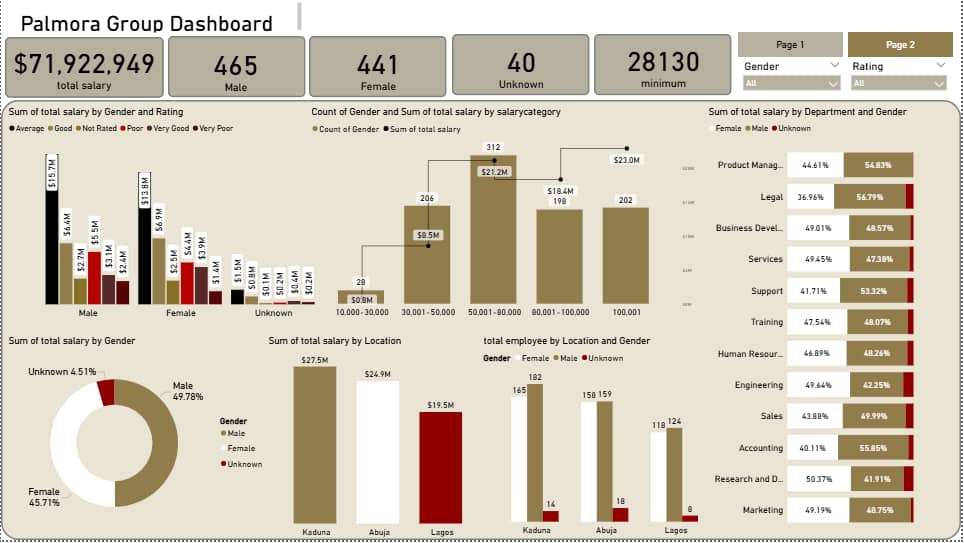 Palmora Group Dashboard
$71,922,949
total salary
465
Male
441
Female
40
Unknown
28130
minimum
Page 1
Page 2
Gender
All
Rating
All
Sum of total salary by Gender and Rating
Average Good Not Rated Poor Very Good Very Poor
$15.7M
$6.4M
$2.7M
$5.5M
$3.1M
$2.4M
$13.8M
$6.9M
$2.5M
$4.4M
$3.9M
$1.4M
$1.5M
$0.8M
$0.1M
$0.2M
$0.4M
$0.2M
Male
Female
Unknown
Count of Gender and Sum of total salary by salarycategory
Count of Gender Sum of total salary
28
206
312
198
202
$0.8M
$8.5M
$21.2M
$18.4M
$23.0M
10,000-30,000
30,001-50,000
50,001-80,000
80,001-100,000
100,001
Sum of total salary by Department and Gender
Female Male Unknown
Product Manag... 44.61% 54.83%
Legal 36.96% 56.79%
Business Devel... 49.01% 48.57%
Services 49.45% 47.38%
Support 41.71% 53.32%
Training 47.54% 48.07%
Human Resour... 46.89% 48.26%
Engineering 49.64% 42.25%
Sales 43.88% 49.99%
Accounting 40.11% 55.85%
Research and D... 50.37% 41.91%
Marketing 49.19% 48.75%
Sum of total salary by Gender
Unknown 4.51%
Male
49.78%
Female
45.71%
Gender
Male
Female
Unknown
Sum of total salary by Location
$27.5M
$24.9M
$19.5M
Kaduna
Abuja
Lagos
total employee by Location and Gender
Gender Female Male Unknown
165
182
14
158
159
18
118
124
8
Kaduna
Abuja
Lagos